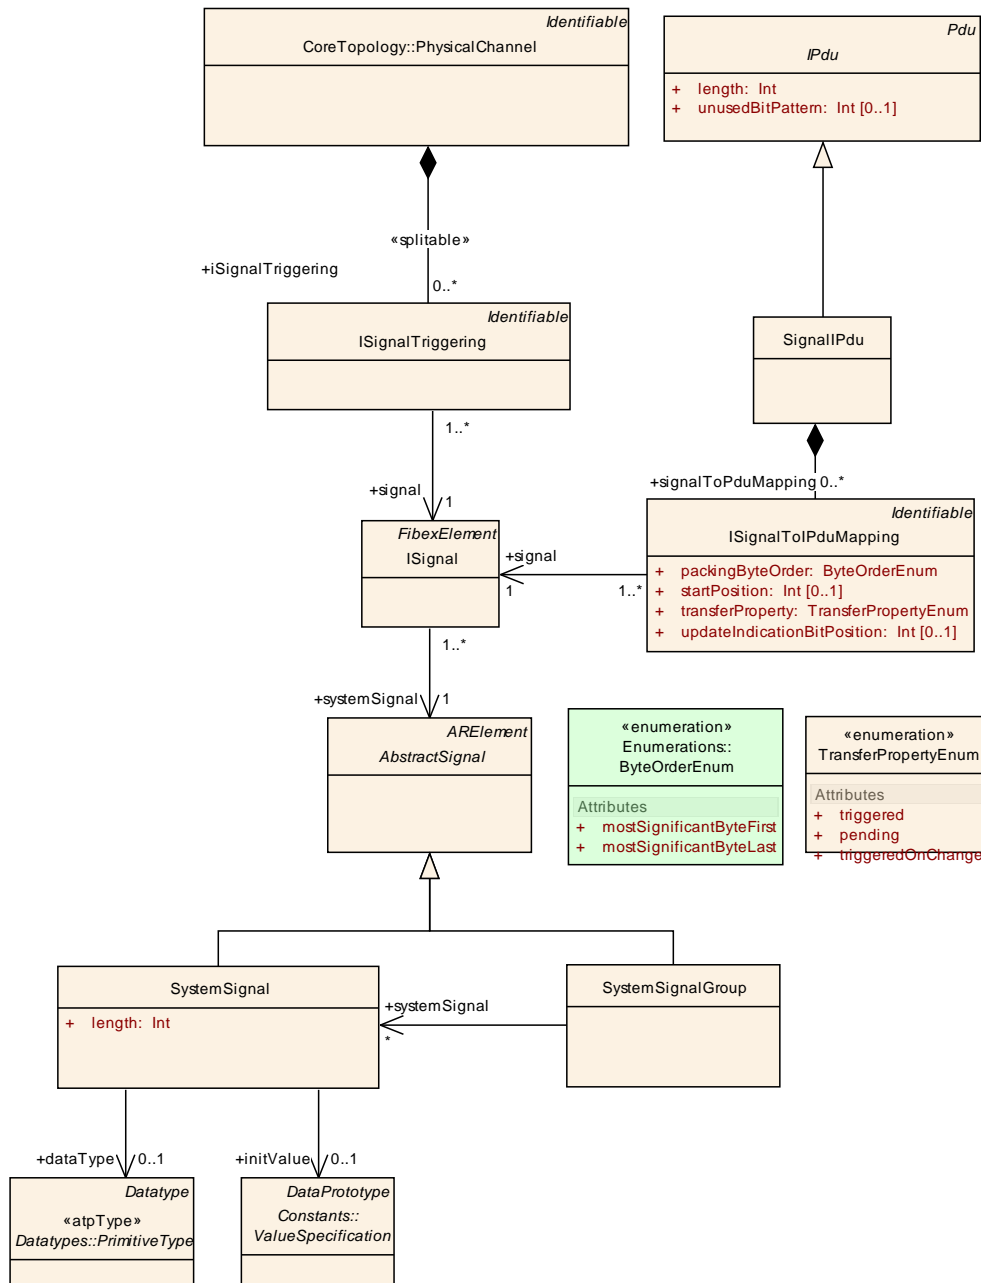 Identifiable
CoreTopology::PhysicalChannel
Pdu
IPdu
+ length: Int
+ unusedBitPattern: Int [0..1]
«splitable»
+iSignalTriggering
0..*
Identifiable
ISignalTriggering
SignalIPdu
1..*
+signal
1
+signalToPduMapping 0..*
FibexElement
ISignal
+signal
1
1..*
Identifiable
ISignalToIPduMapping
+ packingByteOrder: ByteOrderEnum
+ startPosition: Int [0..1]
+ transferProperty: TransferPropertyEnum
+ updateIndicationBitPosition: Int [0..1]
1..*
+systemSignal
1
ARElement
AbstractSignal
«enumeration»
Enumerations::
ByteOrderEnum
Attributes
+ mostSignificantByteFirst
+ mostSignificantByteLast
«enumeration»
TransferPropertyEnum
Attributes
+ triggered
+ pending
+ triggeredOnChange
SystemSignal
+ length: Int
+systemSignal
*
SystemSignalGroup
+dataType
0..1
+initValue
0..1
Datatype
«atpType»
Datatypes::PrimitiveType
DataPrototype
Constants::
ValueSpecification